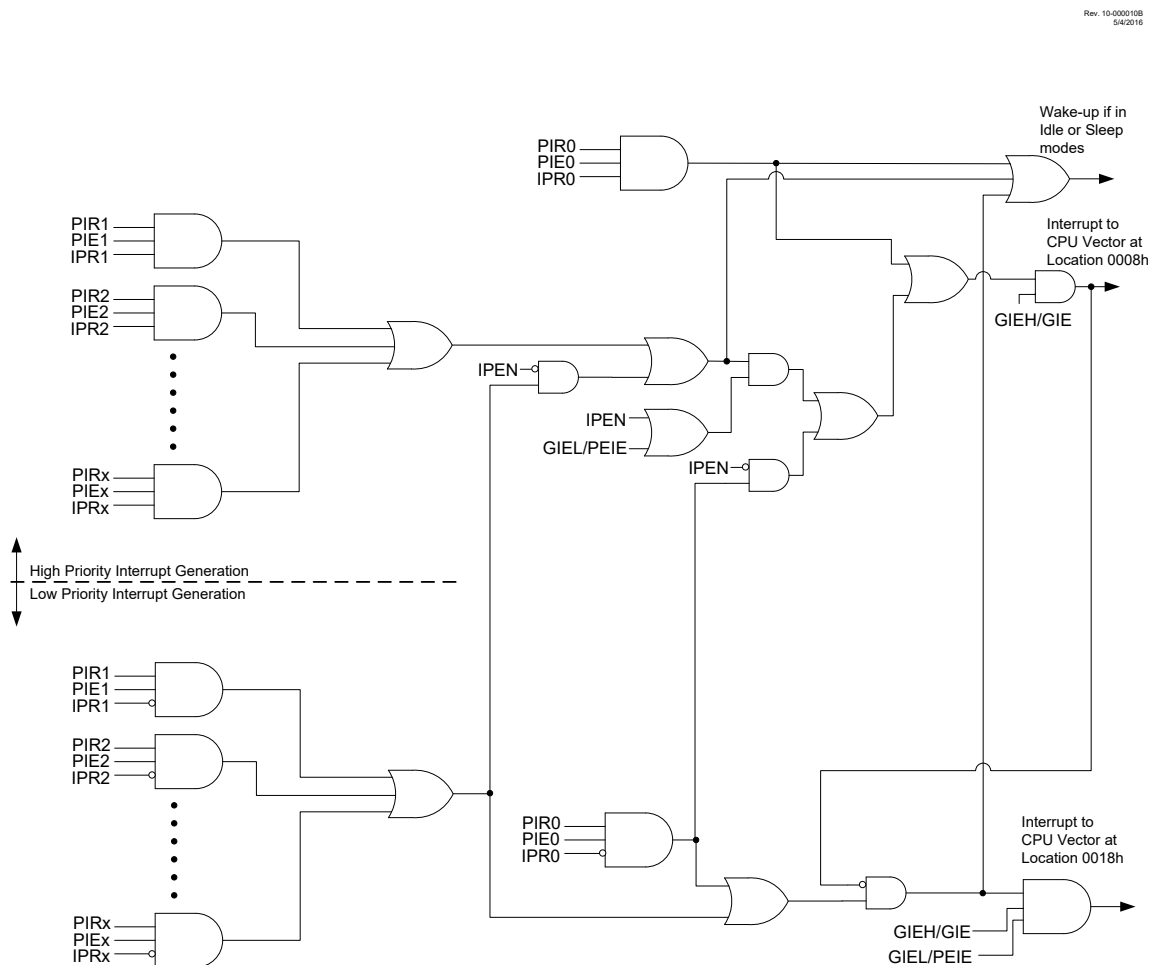 Rev. 10-000010B
5/4/2016
Wake-up if in
Idle or Sleep
modes
PIR0
PIE0
IPR0
PIR1
PIE1
IPR1
Interrupt to
CPU Vector at
Location 0008h
PIR2
PIE2
IPR2
GIEH/GIE
IPEN
IPEN
GIEL/PEIE
IPEN
PIRx
PIEx
IPRx
High Priority Interrupt Generation
Low Priority Interrupt Generation
PIR1
PIE1
IPR1
PIR2
PIE2
IPR2
PIR0
PIE0
IPR0
Interrupt to
CPU Vector at
Location 0018h
PIRx
PIEx
IPRx
GIEH/GIE
GIEL/PEIE